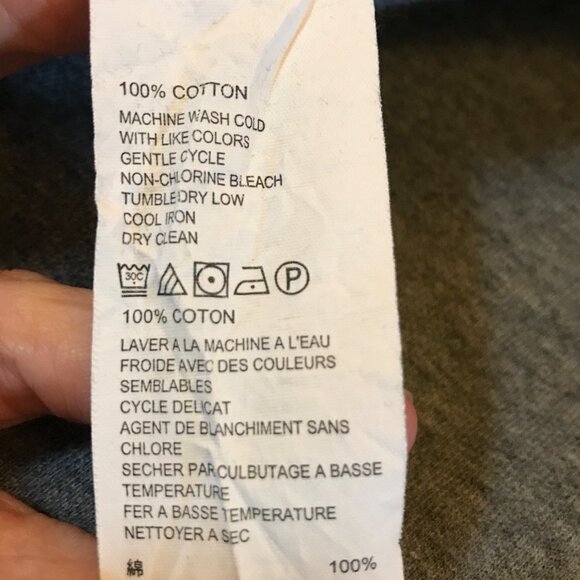 100% COTTON
MACHINE WASH COLD
WITH LIKE COLORS
GENTLE CYCLE
NON-CHLORINE BLEACH
TUMBLE DRY LOW
COOL IRON
DRY CLEAN
30C P
100% COTON
LAVER A LA MACHINE A L'EAU
FROIDE AVEC DES COULEURS
SEMBLABLES
CYCLE DELICAT
AGENT DE BLANCHIMENT SANS
CHLORE
SECHER PAR CULBUTAGE A BASSE
TEMPERATURE
FER A BASSE TEMPERATURE
NETTOYER A SEC
綿 100%